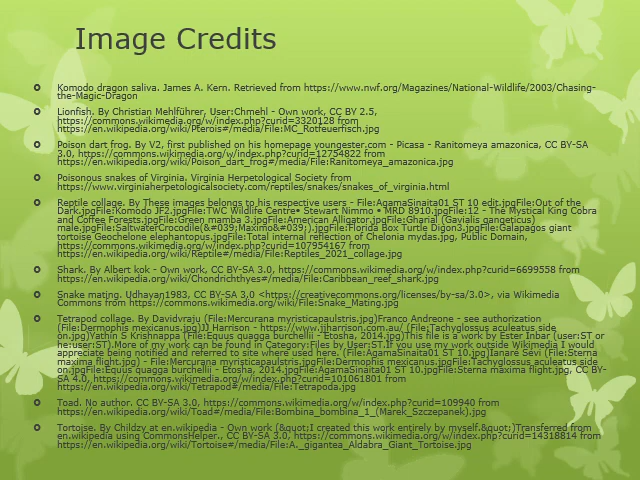 Image Credits
Komodo dragon saliva. James A. Kern. Retrieved from https://www.nwf.org/Magazines/National-Wildlife/2003/Chasing-
the-Magic-Dragon
Lionfish. By Christian Mehlführer, User:Chmehl - Own work, CC BY 2.5,
https://commons.wikimedia.org/w/index.php?curid=3320128 from
https://en.wikipedia.org/wiki/Pterois#/media/File:MC_Rotfeuerfisch.jpg
Poison dart frog. By V2, first published on his homepage youngester.com - Picasa - Ranitomeya amazonica, CC BY-SA
3.0, https://commons.wikimedia.org/w/index.php?curid=12754822 from
https://en.wikipedia.org/wiki/Poison_dart_frog#/media/File:Ranitomeya_amazonica.jpg
Poisonous snakes of Virginia. Virginia Herpetological Society from
https://www.virginiaherpetologicalsociety.com/reptiles/snakes/snakes_of_virginia.html
Reptile collage. By These images belongs to his respective users - File:AgamaSinaita01 ST 10 edit.jpgFile:Out of the
Dark.jpgFile:Komodo JF2.jpgFile:TWC Wildlife Centre• Stewart Nimmo • MRD 8910.jpgFile:12 - The Mystical King Cobra
and Coffee Forests.jpgFile:Green mamba 3.jpgFile:American Alligator.jpgFile:Gharial (Gavialis gangeticus)
male.jpgFile:SaltwaterCrocodile(&#039;Maximo&#039;).jpgFile:Florida Box Turtle Digon3.jpgFile:Galapagos giant
tortoise Geochelone elephantopus.jpgFile:Total internal reflection of Chelonia mydas.jpg, Public Domain,
https://commons.wikimedia.org/w/index.php?curid=107954167 from
https://en.wikipedia.org/wiki/Reptile#/media/File:Reptiles_2021_collage.jpg
Shark. By Albert kok - Own work, CC BY-SA 3.0, https://commons.wikimedia.org/w/index.php?curid=6699558 from
https://en.wikipedia.org/wiki/Chondrichthyes#/media/File:Caribbean_reef_shark.jpg
Snake mating. Udhayan1983, CC BY-SA 3.0 <https://creativecommons.org/licenses/by-sa/3.0>, via Wikimedia
Commons from https://commons.wikimedia.org/wiki/File:Snake_Mating.jpg
Tetrapod collage. By Davidvraju (File:Mercurana myristicapaulstris.jpg)Franco Andreone - see authorization
(File:Dermophis mexicanus.jpg)JJ Harrison - https://www.jjharrison.com.au/ (File:Tachyglossus aculeatus side
on.jpg)Yathin S Krishnappa (File:Equus quagga burchellii - Etosha, 2014.jpg)This file is a work by Ester Inbar (user:ST or
he:user:ST).More of my work can be found in Category:Files by User:ST.If you use my work outside Wikimedia I would
appreciate being notified and referred to site where used here. (File:AgamaSinaita01 ST 10.jpg)Ianaré Sévi (File:Sterna
maxima flight.jpg) - File:Mercurana myristicapaulstris.jpgFile:Dermophis mexicanus.jpgFile:Tachyglossus aculeatus side
on.jpgFile:Equus quagga burchellii - Etosha, 2014.jpgFile:AgamaSinaita01 ST 10.jpgFile:Sterna maxima flight.jpg, CC BY-
SA 4.0, https://commons.wikimedia.org/w/index.php?curid=101061801 from
https://en.wikipedia.org/wiki/Tetrapod#/media/File:Tetrapoda.jpg
Toad. No author. CC BY-SA 3.0, https://commons.wikimedia.org/w/index.php?curid=109940 from
https://en.wikipedia.org/wiki/Toad#/media/File:Bombina_bombina_1_(Marek_Szczepanek).jpg
Tortoise. By Childzy at en.wikipedia - Own work (&quot;I created this work entirely by myself.&quot;)Transferred from
en.wikipedia using CommonsHelper., CC BY-SA 3.0, https://commons.wikimedia.org/w/index.php?curid=14318814 from
https://en.wikipedia.org/wiki/Tortoise#/media/File:A._gigantea_Aldabra_Giant_Tortoise.jpg